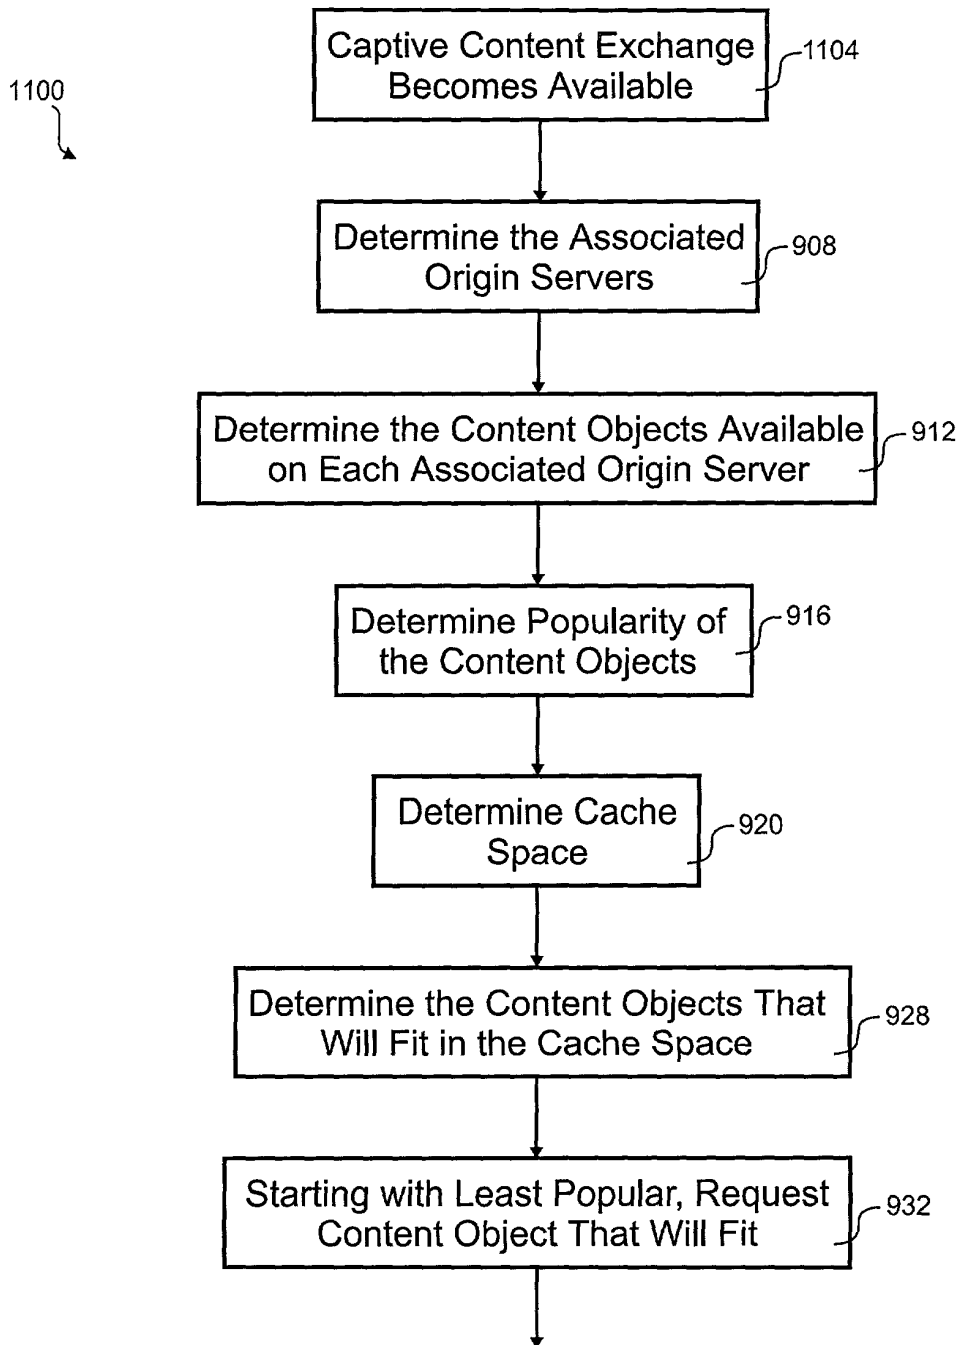 Captive Content Exchange
Becomes Available
1104
1100
Determine the Associated
Origin Servers
908
Determine the Content Objects Available
on Each Associated Origin Server
912
Determine Popularity of
the Content Objects
916
Determine Cache
Space
920
Determine the Content Objects That
Will Fit in the Cache Space
928
Starting with Least Popular, Request
Content Object That Will Fit
932